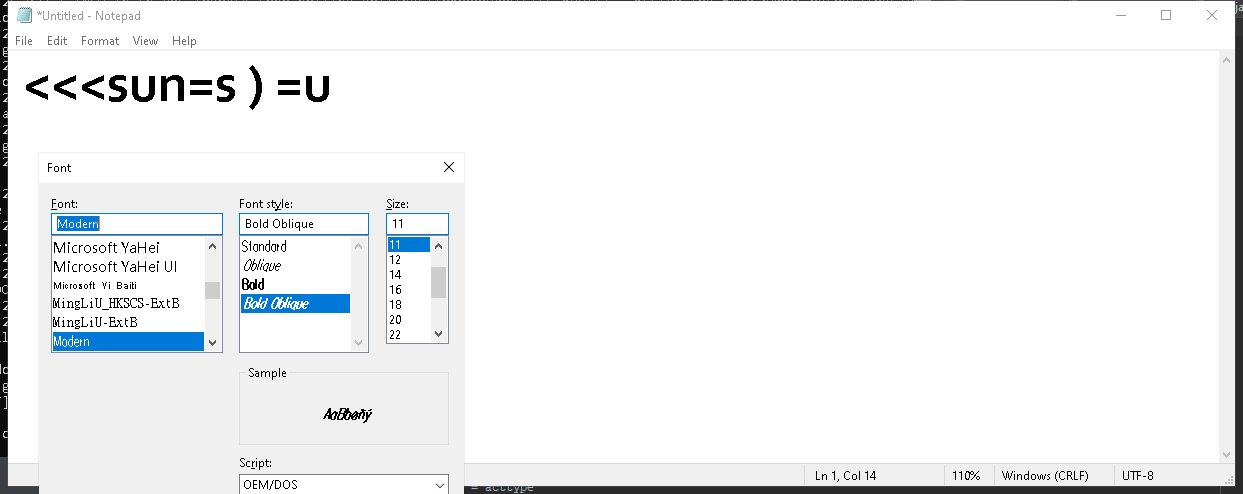 *Untitled - Notepad
File Edit Format View Help
<<<sun=s ) =u
Font
Font: Font style: Size:
Modern Bold Oblique 11
Microsoft YaHei
Microsoft YaHei UI
Microsoft Yi Baiti
MingLiU_HKSCS-ExtB
MingLiU-ExtB
Modern
Standard
Oblique
Bold
Bold Oblique
11
12
14
16
18
20
22
Sample
AaBbaňý
Script:
OEM/DOS
Ln 1, Col 14 110% Windows (CRLF) UTF-8
= acctype